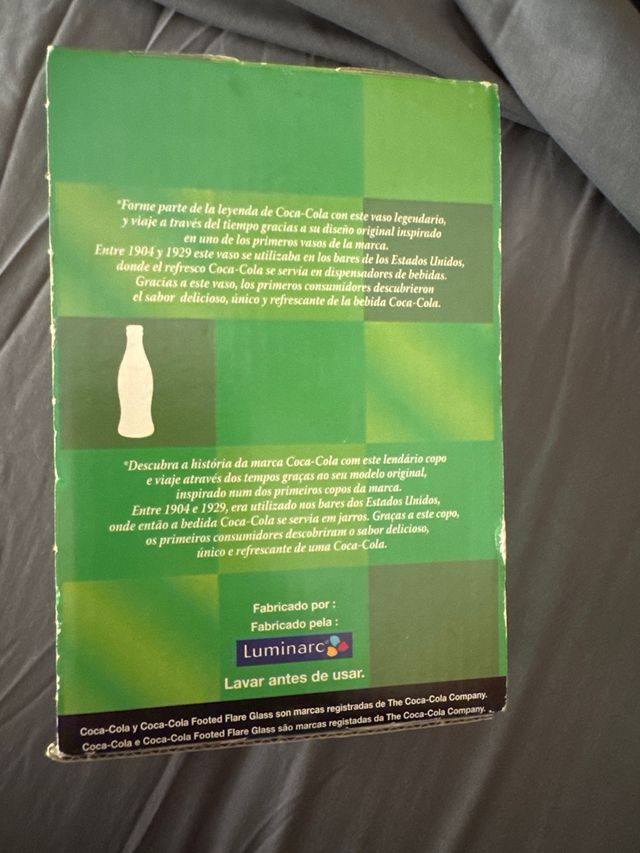 "Forme parte de la leyenda de Coca-Cola con este vaso legendario,
y viaje a través del tiempo gracias a su diseño original inspirado
en uno de los primeros vasos de la marca.
Entre 1904 y 1929 este vaso se utilizaba en los bares de los Estados Unidos,
donde el refresco Coca-Cola se servia en dispensadores de bebidas.
Gracias a este vaso, los primeros consumidores descubrieron
el sabor delicioso, único y refrescante de la bebida Coca-Cola.
"Descubra a história da marca Coca-Cola com este lendário copo
e viaje através dos tempos graças ao seu modelo original,
inspirado num dos primeiros copos da marca.
Entre 1904 e 1929, era utilizado nos bares dos Estados Unidos,
onde então a bedida Coca-Cola se servia em jarros. Graças a este copo,
os primeiros consumidores descobriram o sabor delicioso,
único e refrescante de uma Coca-Cola.
Fabricado por :
Fabricado pela :
Luminarc
Lavar antes de usar.
Coca-Cola y Coca-Cola Footed Flare Glass son marcas registradas de The Coca-Cola Company.
Coca-Cola e Coca-Cola Footed Flare Glass são marcas registadas da The Coca-Cola Company.